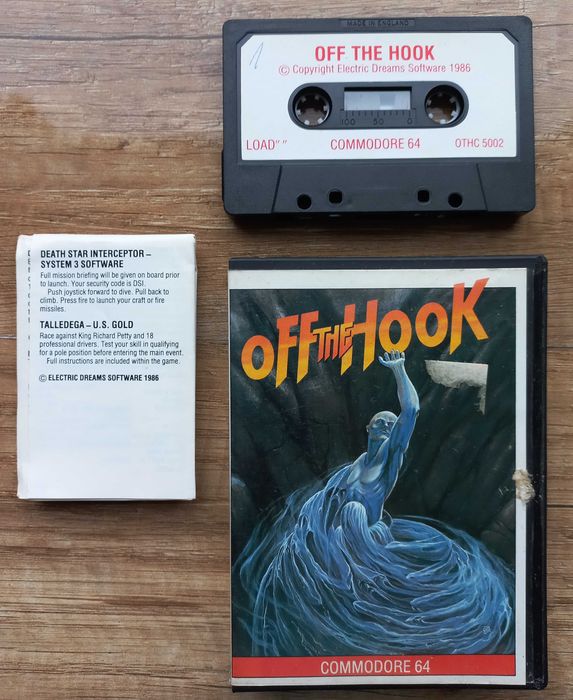 MADE IN ENGLAND
1
OFF THE HOOK
© Copyright Electric Dreams Software 1986
100 50 0
LOAD" "
COMMODORE 64
OTHC 5002
DEATH STAR INTERCEPTOR –
SYSTEM 3 SOFTWARE
Full mission briefing will be given on board prior
to launch. Your security code is DSI.
Push joystick forward to dive. Pull back to
climb. Press fire to launch your craft or fire
missiles.
TALLEDEGA – U.S. GOLD
Race against King Richard Petty and 18
professional drivers. Test your skill in qualifying
for a pole position before entering the main event.
Full instructions are included within the game.
© ELECTRIC DREAMS SOFTWARE 1986
OFF THE HOOK
COMMODORE 64